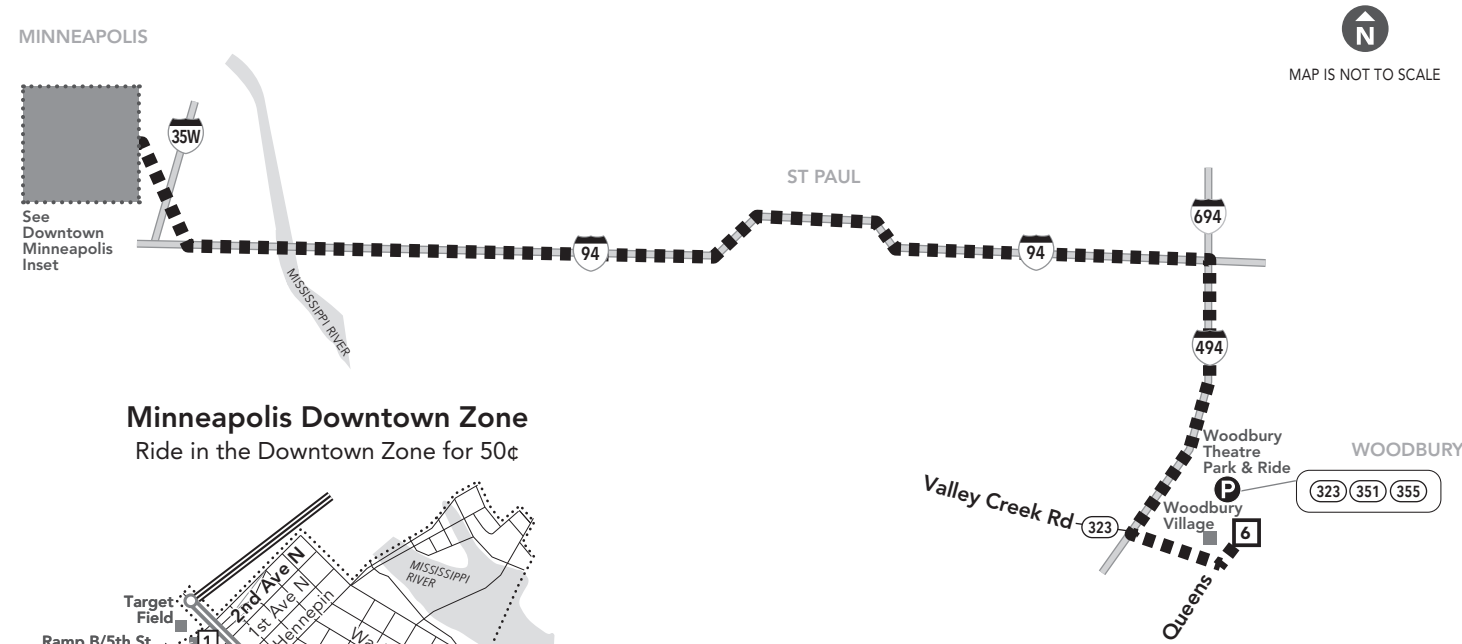 MINNEAPOLIS
N
MAP IS NOT TO SCALE
35W
ST PAUL
694
See
Downtown
Minneapolis
Inset
94
94
MISSISSIPPI RIVER
494
Minneapolis Downtown Zone
Ride in the Downtown Zone for 50¢
Woodbury
Theatre
Park & Ride
WOODBURY
P
323 351 355
Valley Creek Rd
323
Woodbury
Village
6
Queens
MISSISSIPPI
RIVER
2nd Ave N
1st Ave N
Hennepin
Target
Field
Ramp B/5th St
1